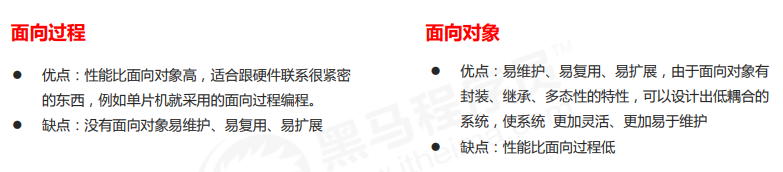 面向过程
● 优点：性能比面向对象高，适合跟硬件联系很紧密
的东西，例如单片机就采用的面向过程编程。
● 缺点：没有面向对象易维护、易复用、易扩展
面向对象
● 优点：易维护、易复用、易扩展，由于面向对象有
封装、继承、多态性的特性，可以设计出低耦合的
系统，使系统 更加灵活、更加易于维护
● 缺点：性能比面向过程低
黑马程序员